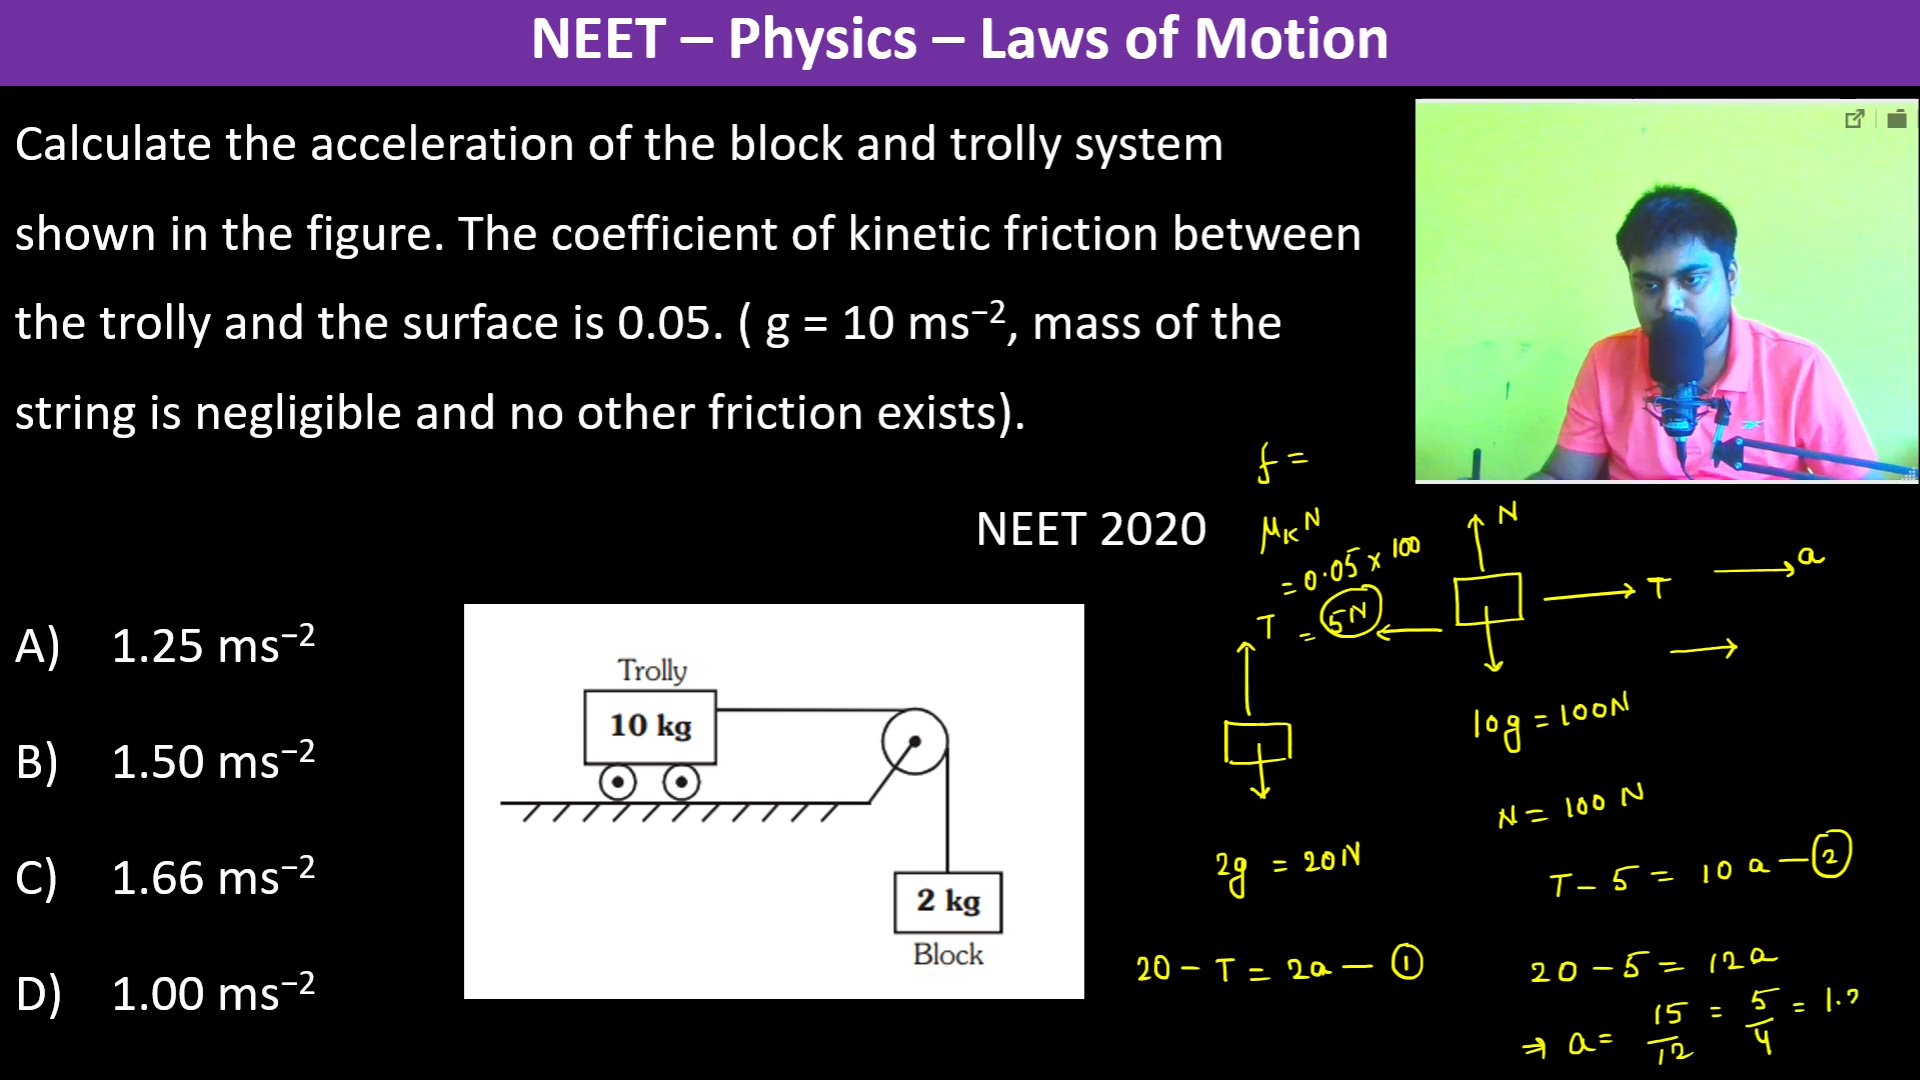 NEET – Physics – Laws of Motion
Calculate the acceleration of the block and trolly system
shown in the figure. The coefficient of kinetic friction between
the trolly and the surface is 0.05. ( g = 10 ms⁻², mass of the
string is negligible and no other friction exists).
NEET 2020
A) 1.25 ms⁻²
B) 1.50 ms⁻²
C) 1.66 ms⁻²
D) 1.00 ms⁻²
Trolly
10 kg
2 kg
Block
f =
μₖN
= 0.05 × 100
= 5N
T
2g = 20N
20 - T = 2a — ①
N
T
a
10g = 100N
N = 100 N
T - 5 = 10 a — ②
20 - 5 = 12a
⇒ a = 15/12 = 5/4 = 1.